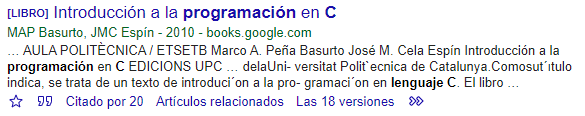 [LIBRO] Introducción a la programación en C
MAP Basurto, JMC Espín - 2010 - books.google.com
... AULA POLITÈCNICA / ETSETB Marco A. Peña Basurto José M. Cela Espín Introducción a la
programación en C EDICIONS UPC ... delaUni- versitat Polit`ecnica de Catalunya.Comosut´ıtulo
indica, se trata de un texto de introducci´on a la pro- gramaci´on en lenguaje C. El libro ...
Citado por 20 Artículos relacionados Las 18 versiones